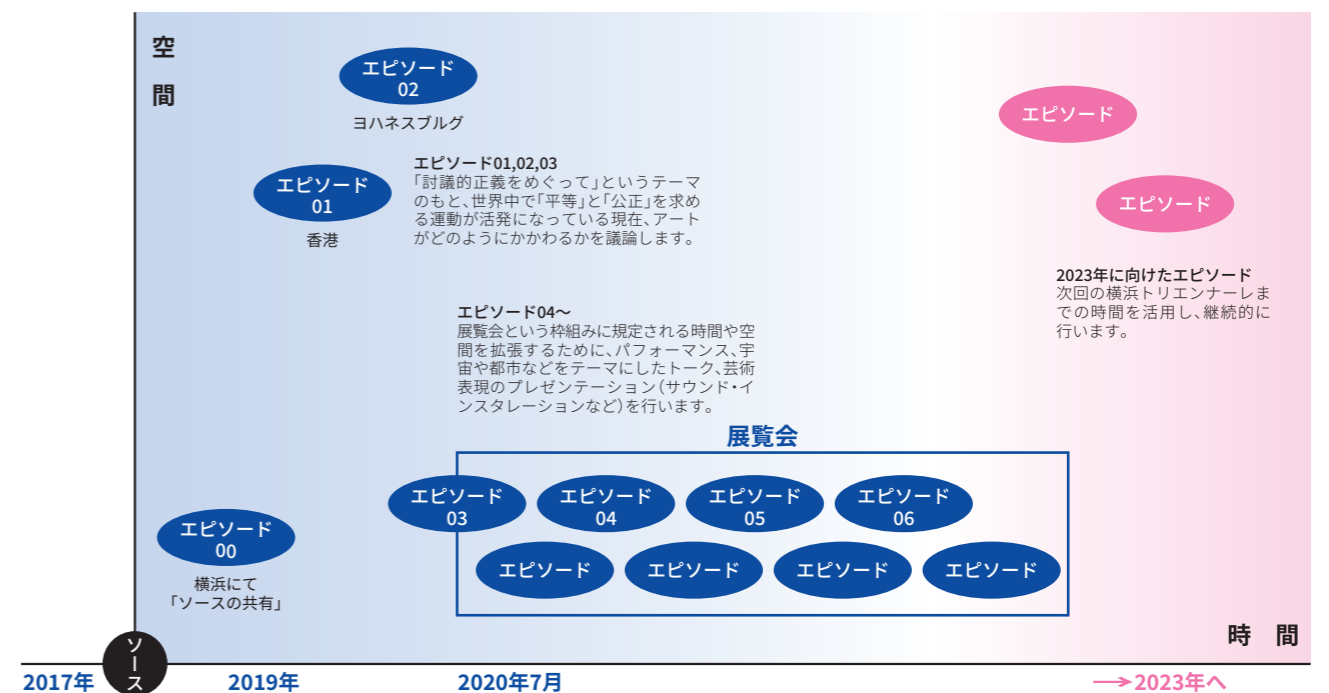 空
間
エピソード
02
ヨハネスブルグ
エピソード
01
香港
エピソード01,02,03
「討議的正義をめぐって」というテーマ
のもと、世界中で「平等」と「公正」を求め
る運動が活発になっている現在、アート
がどのようにかかわるかを議論します。
エピソード
エピソード
2023年に向けたエピソード
次回の横浜トリエンナーレま
での時間を活用し、継続的に
行います。
エピソード04〜
展覧会という枠組みに規定される時間や空
間を拡張するために、パフォーマンス、宇
宙や都市などをテーマにしたトーク、芸術
表現のプレゼンテーション（サウンド・イ
ンスタレーションなど）を行います。
展覧会
エピソード
03
エピソード
04
エピソード
05
エピソード
06
エピソード
エピソード
エピソード
エピソード
エピソード
00
横浜にて
「ソースの共有」
時 間
ソース
2017年
2019年
2020年7月
→2023年へ